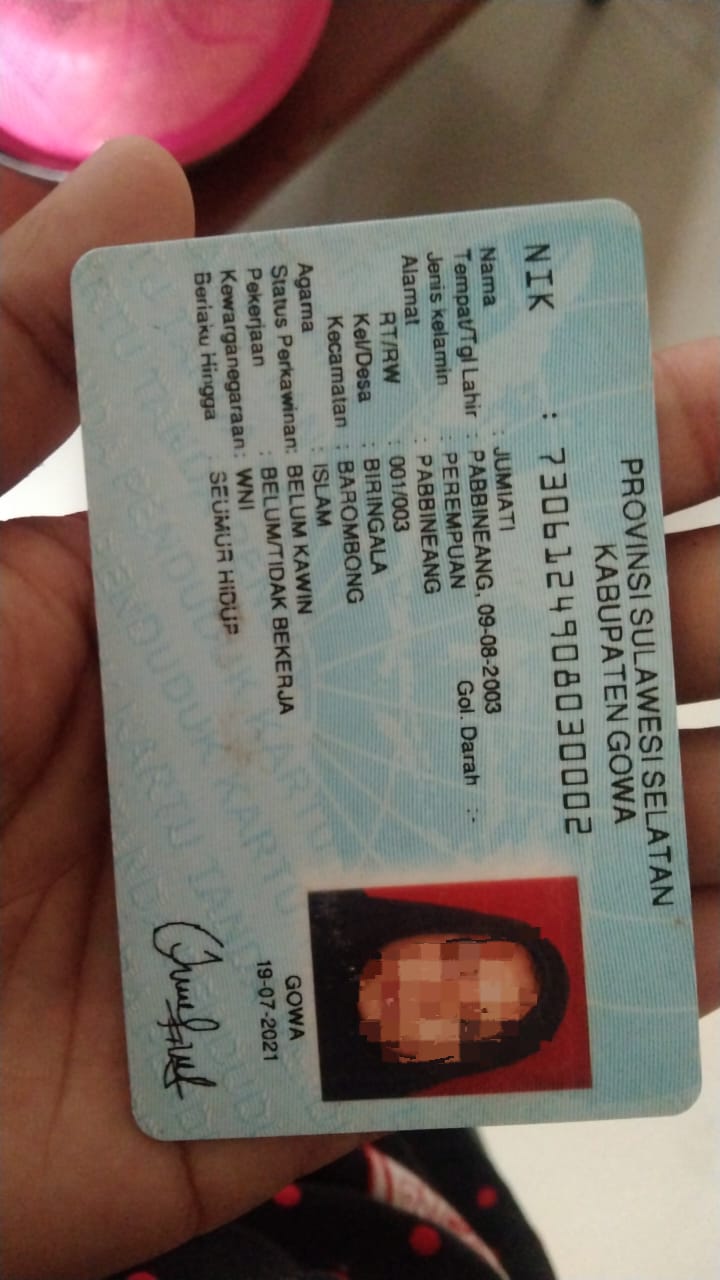 PROVINSI SULAWESI SELATAN
KABUPATEN GOWA
NIK : 7306124908030002
Nama : JUMIATI
Tempat/Tgl Lahir : PABBINEANG, 09-08-2003
Jenis kelamin : PEREMPUAN Gol. Darah :-
Alamat : PABBINEANG
RT/RW : 001/003
Kel/Desa : BIRINGALA
Kecamatan : BAROMBONG
Agama : ISLAM
Status Perkawinan: BELUM KAWIN
Pekerjaan : BELUM/TIDAK BEKERJA
Kewarganegaraan: WNI
Berlaku Hingga : SEUMUR HIDUP
GOWA
19-07-2021